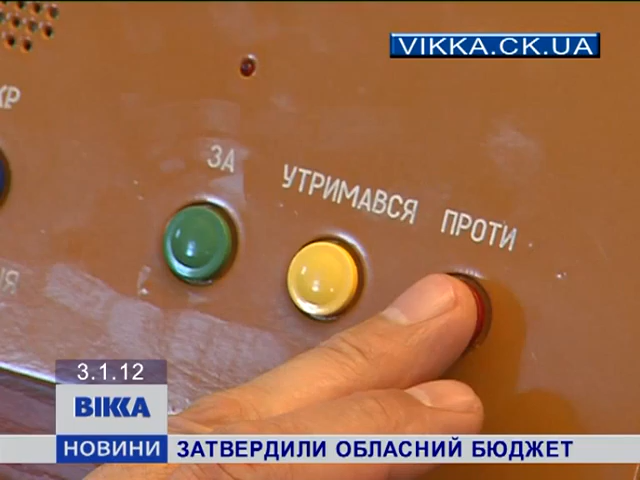 VIKKA.CK.UA
ЗА
УТРИМАВСЯ
ПРОТИ
3.1.12
ВІККА
НОВИНИ
ЗАТВЕРДИЛИ ОБЛАСНИЙ БЮДЖЕТ